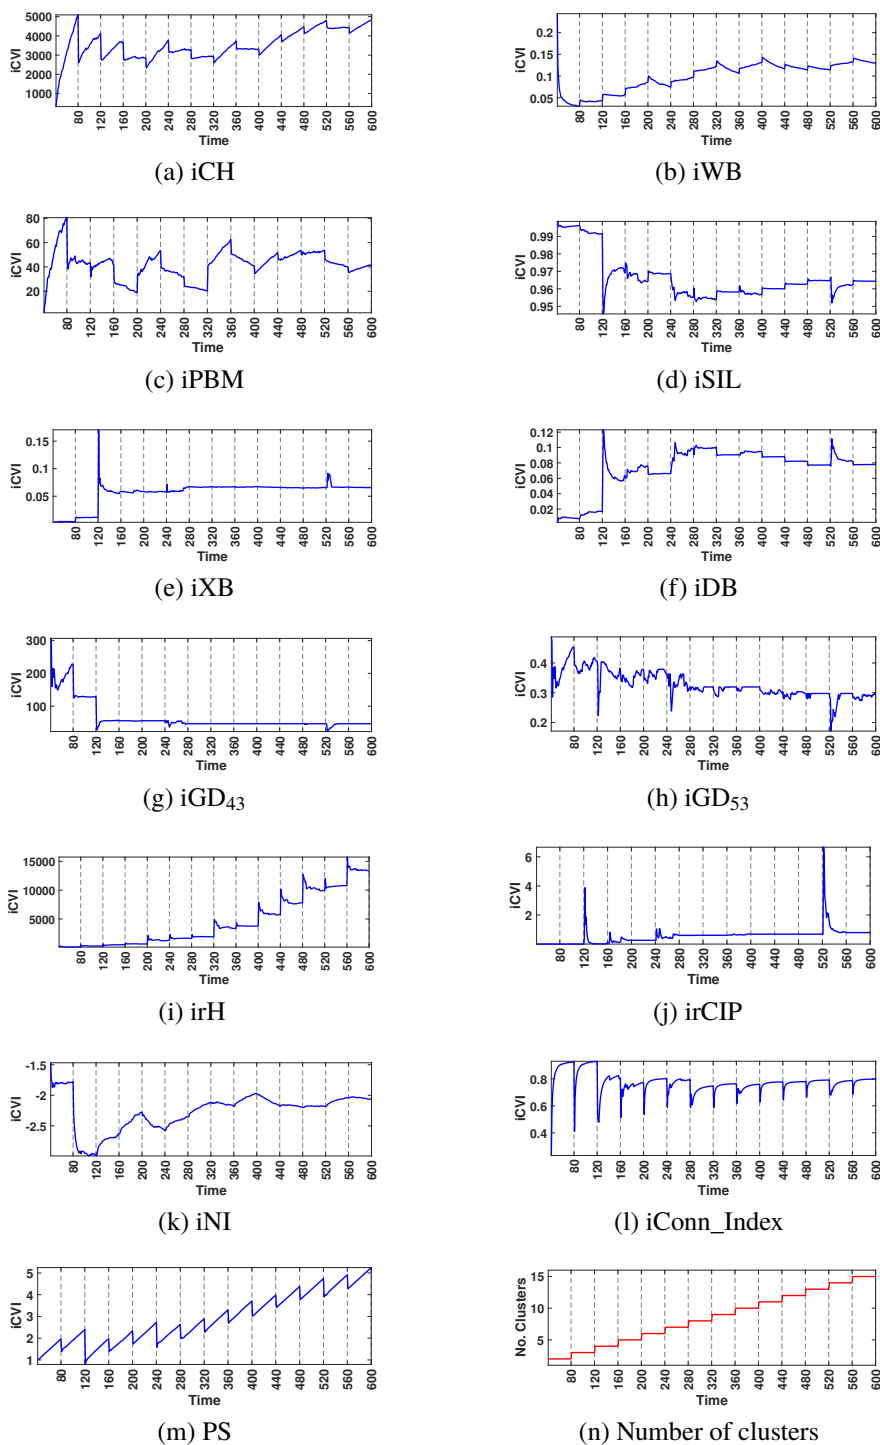 iCVI
5000
4000
3000
2000
1000
80 120 160 200 240 280 320 360 400 440 480 520 560 600
Time
(a) iCH
iCVI
0.2
0.15
0.1
0.05
80 120 160 200 240 280 320 360 400 440 480 520 560 600
Time
(b) iWB
iCVI
80
60
40
20
80 120 160 200 240 280 320 360 400 440 480 520 560 600
Time
(c) iPBM
iCVI
0.99
0.98
0.97
0.96
0.95
80 120 160 200 240 280 320 360 400 440 480 520 560 600
Time
(d) iSIL
iCVI
0.15
0.1
0.05
80 120 160 200 240 280 320 360 400 440 480 520 560 600
Time
(e) iXB
iCVI
0.12
0.1
0.08
0.06
0.04
0.02
80 120 160 200 240 280 320 360 400 440 480 520 560 600
Time
(f) iDB
iCVI
300
200
100
80 120 160 200 240 280 320 360 400 440 480 520 560 600
Time
(g) iGD43
iCVI
0.4
0.3
0.2
80 120 160 200 240 280 320 360 400 440 480 520 560 600
Time
(h) iGD53
iCVI
15000
10000
5000
80 120 160 200 240 280 320 360 400 440 480 520 560 600
Time
(i) irH
iCVI
6
4
2
80 120 160 200 240 280 320 360 400 440 480 520 560 600
Time
(j) irCIP
iCVI
-1.5
-2
-2.5
80 120 160 200 240 280 320 360 400 440 480 520 560 600
Time
(k) iNI
iCVI
0.8
0.6
0.4
80 120 160 200 240 280 320 360 400 440 480 520 560 600
Time
(l) iConn_Index
iCVI
5
4
3
2
1
80 120 160 200 240 280 320 360 400 440 480 520 560 600
Time
(m) PS
No. Clusters
15
10
5
80 120 160 200 240 280 320 360 400 440 480 520 560 600
Time
(n) Number of clusters